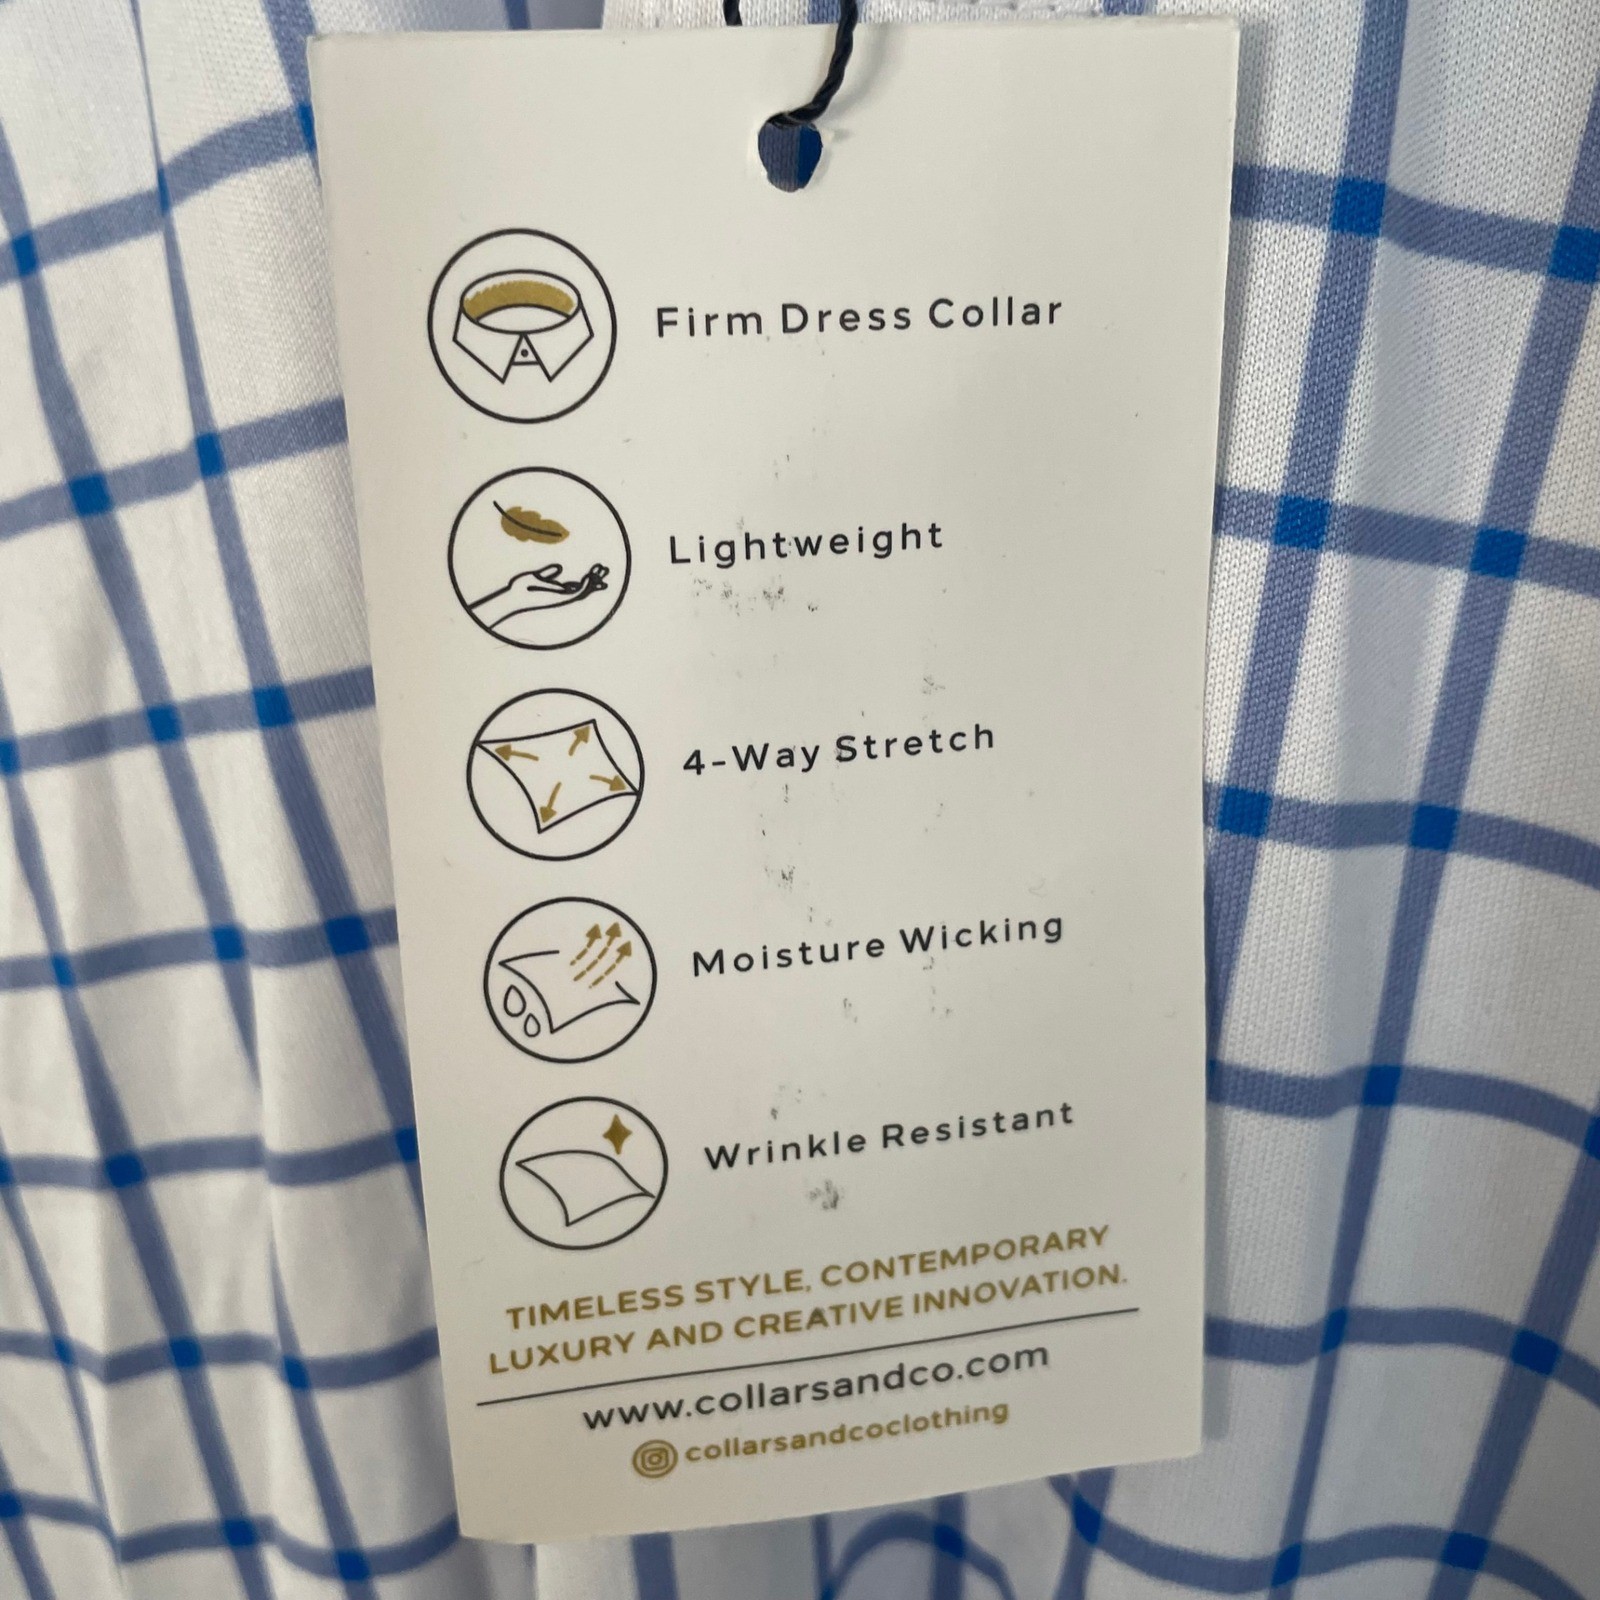 Firm Dress Collar
Lightweight
4-Way Stretch
Moisture Wicking
Wrinkle Resistant
TIMELESS STYLE, CONTEMPORARY
LUXURY AND CREATIVE INNOVATION.
www.collarsandco.com
collarsandcoclothing